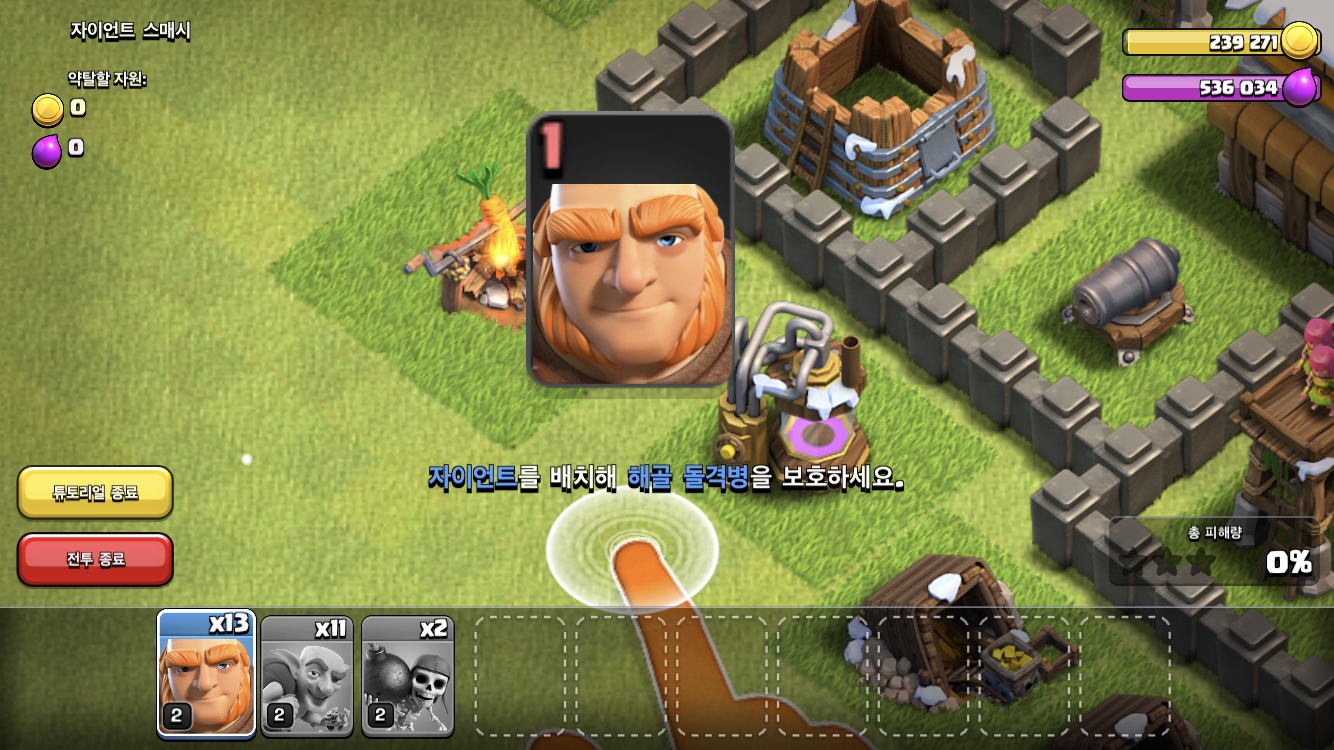 자이언트 스매시
239 271
약탈할 자원:
536 034
0
0
1
자이언트를 배치해 해골 돌격병을 보호하세요.
튜토리얼 종료
전투 종료
총 피해량
0%
x13
x11
x2
2
2
2